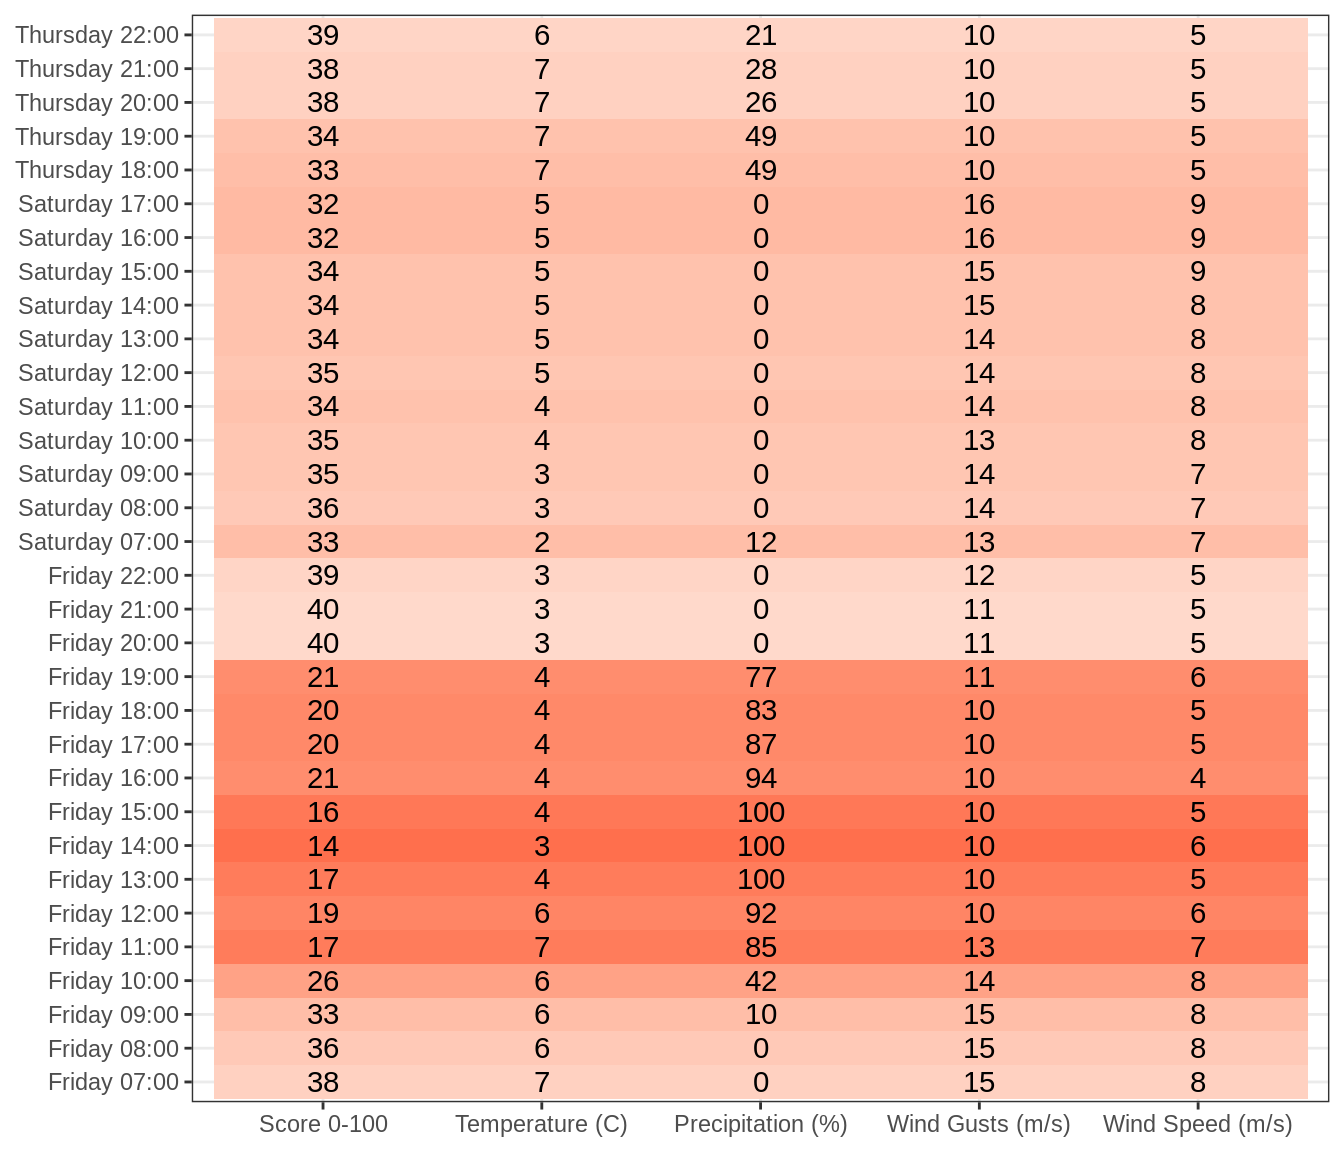 Thursday 22:00 39 6 21 10 5
Thursday 21:00 38 7 28 10 5
Thursday 20:00 38 7 26 10 5
Thursday 19:00 34 7 49 10 5
Thursday 18:00 33 7 49 10 5
Saturday 17:00 32 5 0 16 9
Saturday 16:00 32 5 0 16 9
Saturday 15:00 34 5 0 15 9
Saturday 14:00 34 5 0 15 8
Saturday 13:00 34 5 0 14 8
Saturday 12:00 35 5 0 14 8
Saturday 11:00 34 4 0 14 8
Saturday 10:00 35 4 0 13 8
Saturday 09:00 35 3 0 14 7
Saturday 08:00 36 3 0 14 7
Saturday 07:00 33 2 12 13 7
Friday 22:00 39 3 0 12 5
Friday 21:00 40 3 0 11 5
Friday 20:00 40 3 0 11 5
Friday 19:00 21 4 77 11 6
Friday 18:00 20 4 83 10 5
Friday 17:00 20 4 87 10 5
Friday 16:00 21 4 94 10 4
Friday 15:00 16 4 100 10 5
Friday 14:00 14 3 100 10 6
Friday 13:00 17 4 100 10 5
Friday 12:00 19 6 92 10 6
Friday 11:00 17 7 85 13 7
Friday 10:00 26 6 42 14 8
Friday 09:00 33 6 10 15 8
Friday 08:00 36 6 0 15 8
Friday 07:00 38 7 0 15 8
Score 0-100 Temperature (C) Precipitation (%) Wind Gusts (m/s) Wind Speed (m/s)